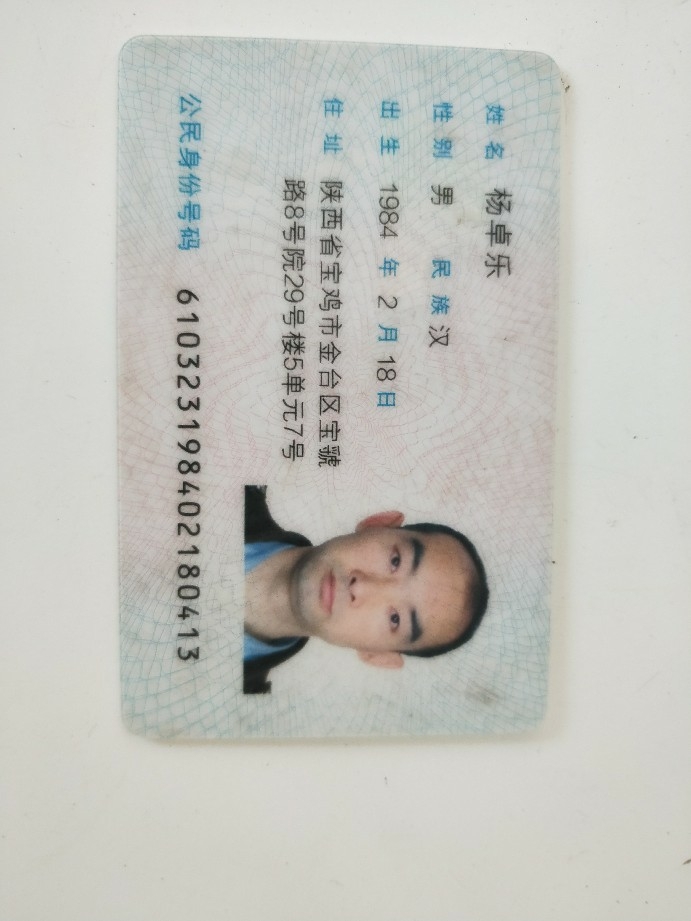 姓名 杨卓乐
性别 男 民族 汉
出生 1984 年 2 月 18 日
住址 陕西省宝鸡市金台区宝虢
路8号院29号楼5单元7号
公民身份号码 610323198402180413